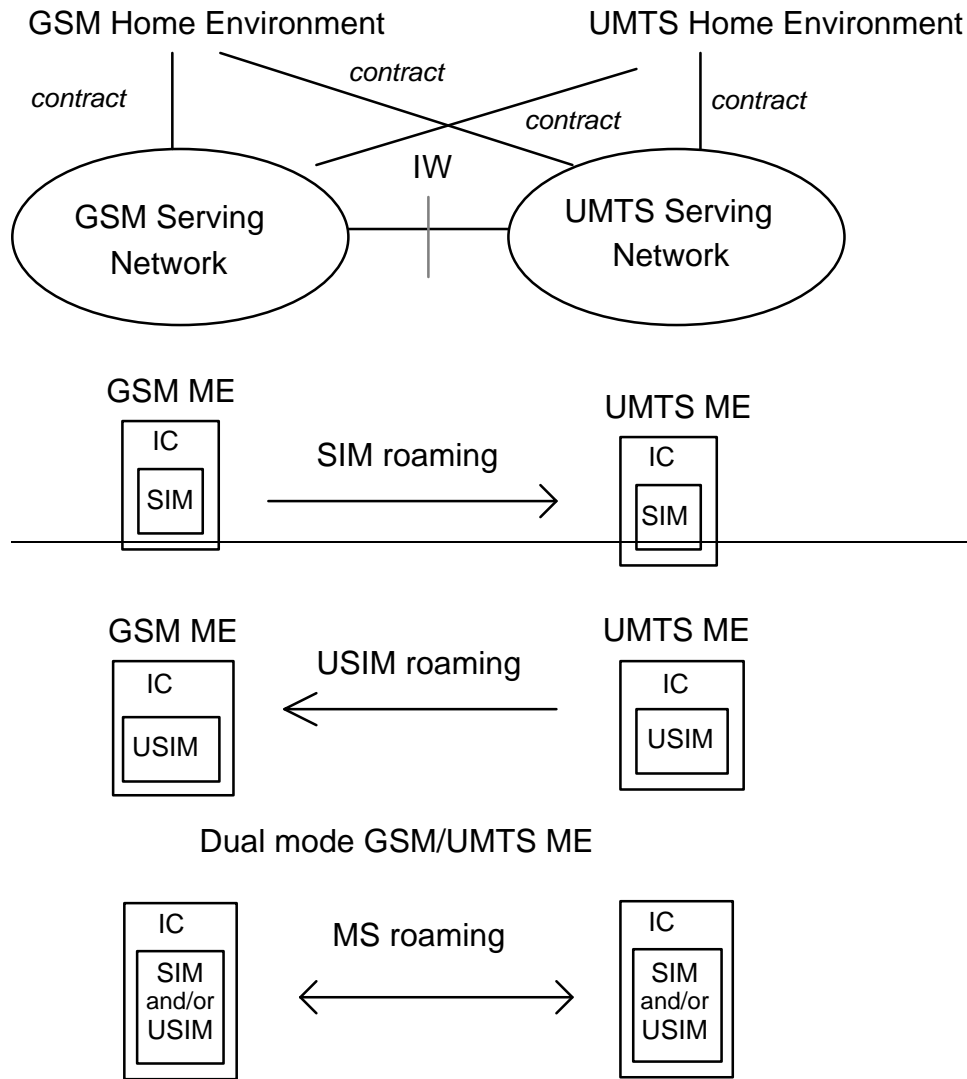 GSM Home Environment
UMTS Home Environment
contract
contract
contract
contract
IW
GSM Serving
Network
UMTS Serving
Network
GSM ME
UMTS ME
IC
SIM
SIM roaming
IC
SIM
GSM ME
UMTS ME
IC
USIM
USIM roaming
IC
USIM
Dual mode GSM/UMTS ME
IC
SIM
and/or
USIM
MS roaming
IC
SIM
and/or
USIM